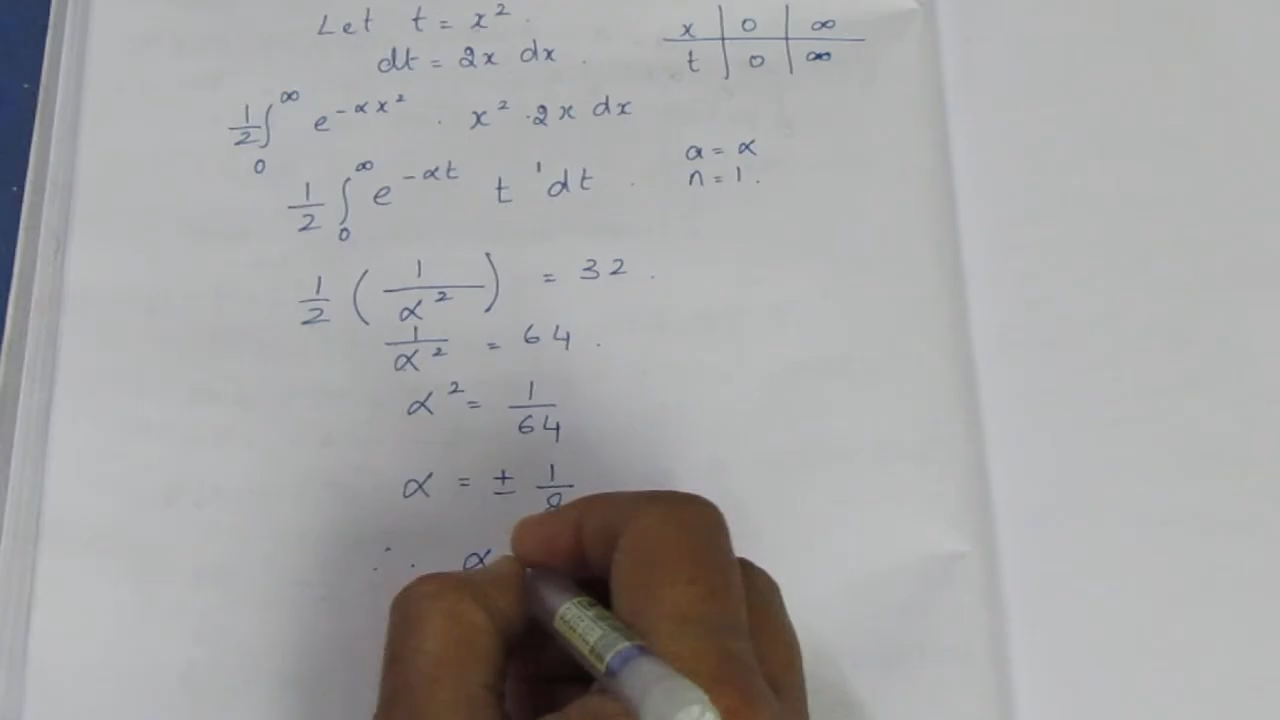 Let t = x²
dt = 2x dx
x | 0 | ∞
t | 0 | ∞
1/2 ∫₀^∞ e^{-αx²} . x² . 2x dx
a = α
n = 1.
1/2 ∫₀^∞ e^{-αt} t¹ dt
1/2 ( 1/α² ) = 32 .
1/α² = 64 .
α² = 1/64
α = ± 1/8
∴ α